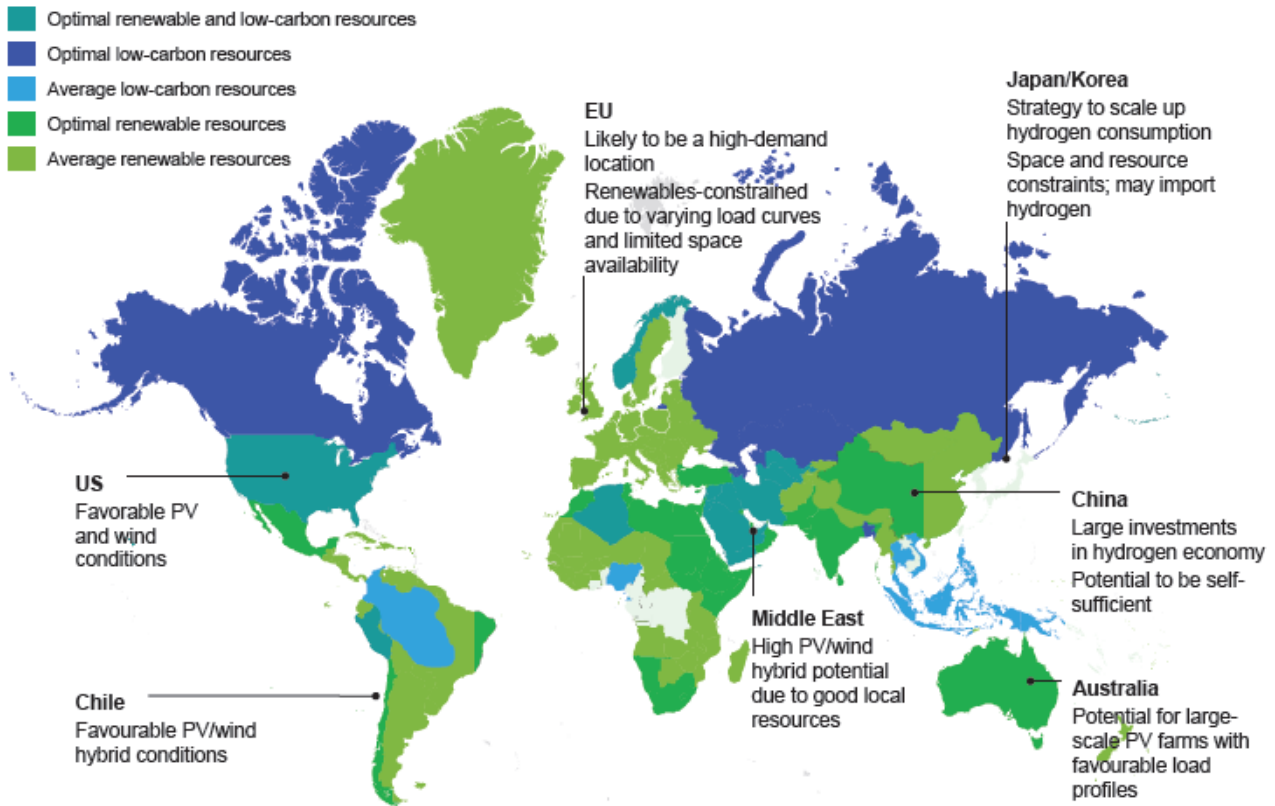 Optimal renewable and low-carbon resources
Optimal low-carbon resources
Average low-carbon resources
Optimal renewable resources
Average renewable resources
EU
Likely to be a high-demand
location
Renewables-constrained
due to varying load curves
and limited space
availability
Japan/Korea
Strategy to scale up
hydrogen consumption
Space and resource
constraints; may import
hydrogen
US
Favorable PV
and wind
conditions
China
Large investments
in hydrogen economy
Potential to be self-
sufficient
Middle East
High PV/wind
hybrid potential
due to good local
resources
Chile
Favourable PV/wind
hybrid conditions
Australia
Potential for large-
scale PV farms with
favourable load
profiles